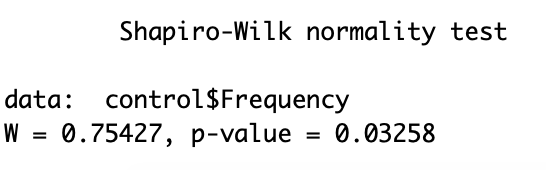 Shapiro-Wilk normality test
data:  control$Frequency
W = 0.75427, p-value = 0.03258